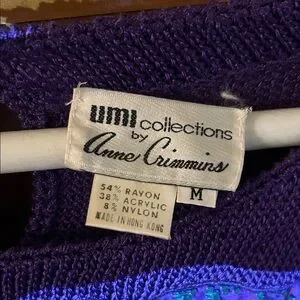 umi collections
by
Anne Crimmins
54% RAYON
38% ACRYLIC
8% NYLON
MADE IN HONG KONG
M